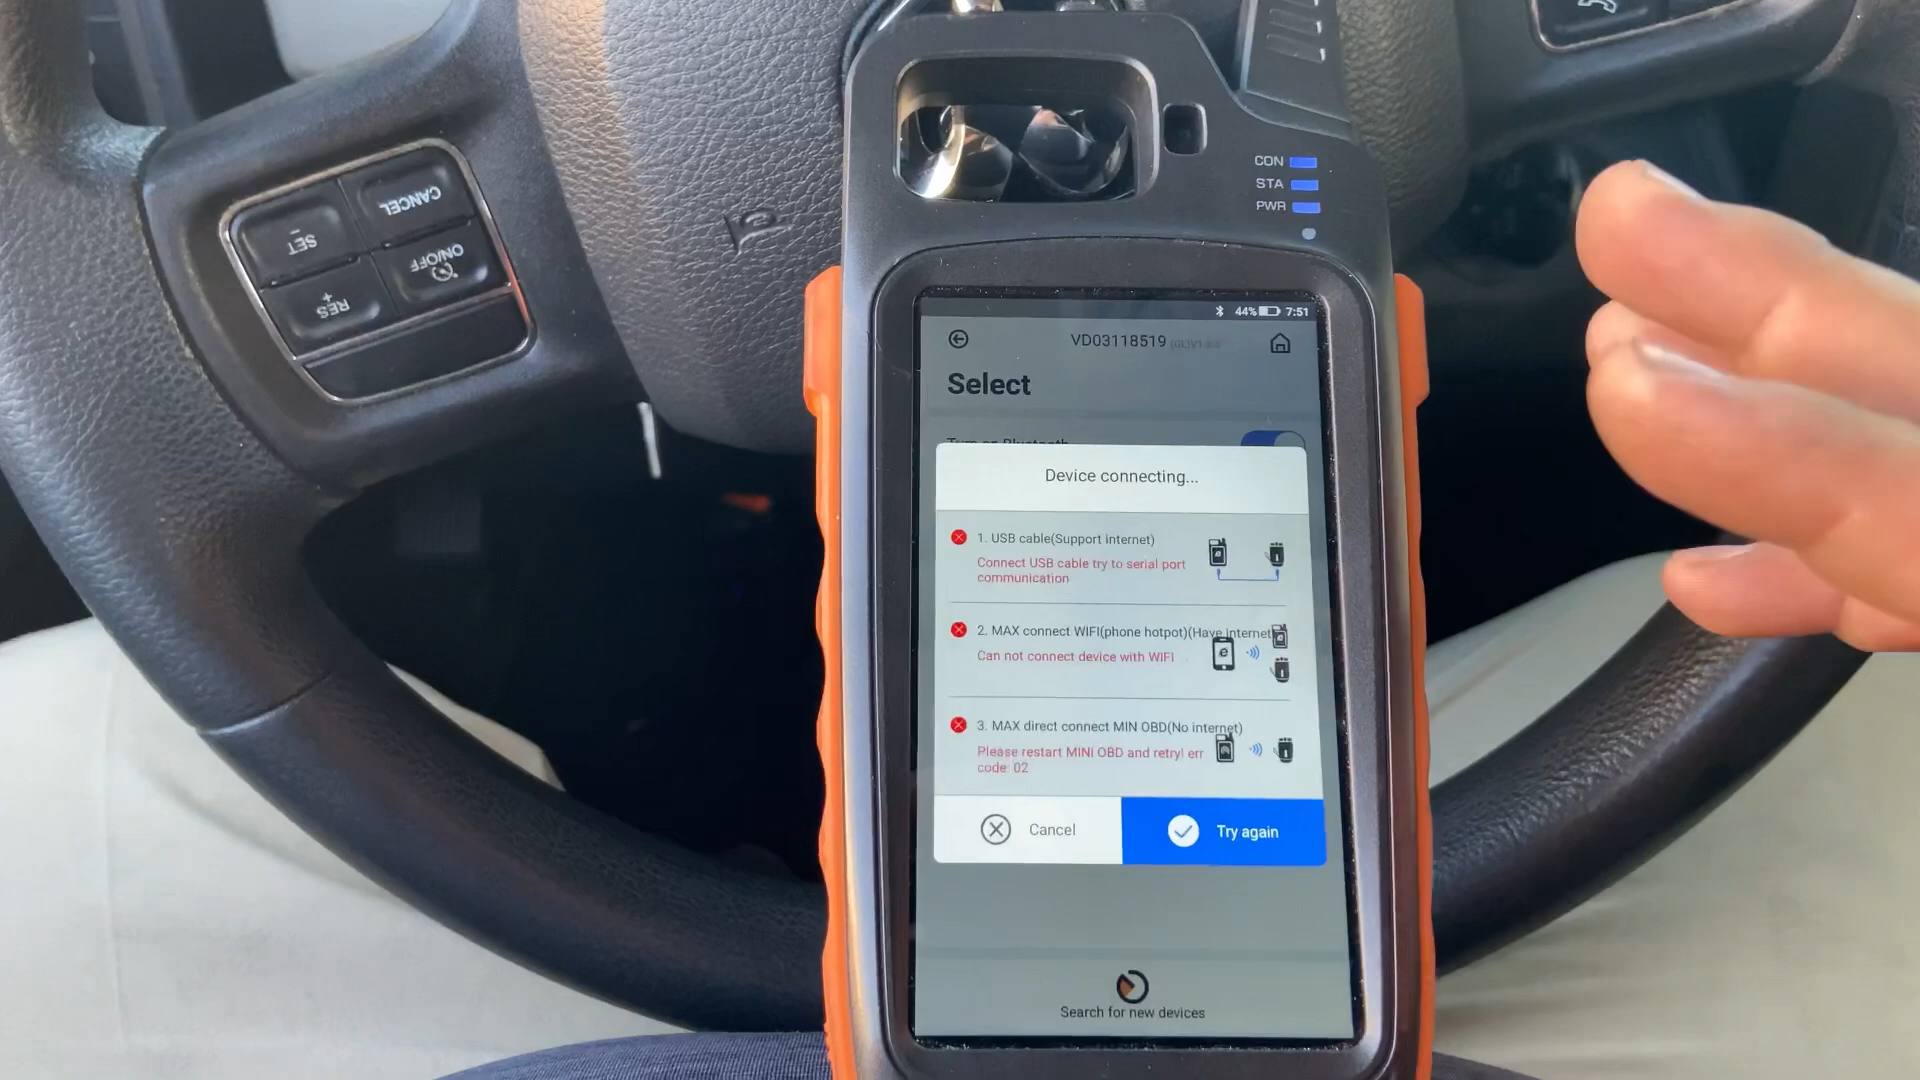 CANCEL
SET
−
ON/OFF
RES
+
CON
STA
PWR
44% 7:51
VD03118519
Select
Turn on Bluetooth
Device connecting...
1. USB cable(Support internet)
Connect USB cable try to serial port
communication
2. MAX connect WIFI(phone hotpot)(Have internet
Can not connect device with WIFI
3. MAX direct connect MIN OBD(No internet)
Please restart MINI OBD and retry! err
code: 02
Cancel
Try again
Search for new devices